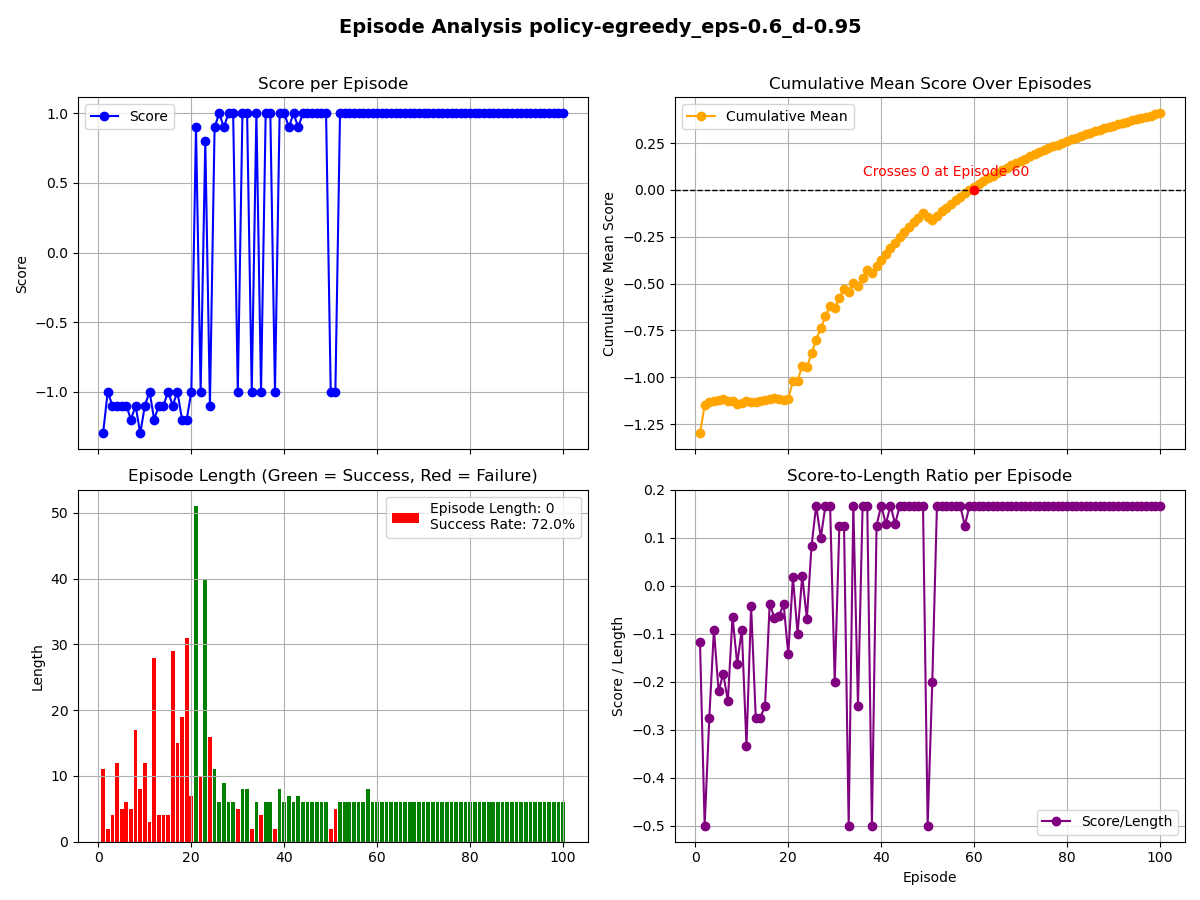 Episode Analysis policy-egreedy_eps-0.6_d-0.95
Score per Episode
Score
1.0
0.5
0.0
−0.5
−1.0
Score
Cumulative Mean Score Over Episodes
Cumulative Mean
Crosses 0 at Episode 60
0.25
0.00
−0.25
−0.50
−0.75
−1.00
−1.25
Cumulative Mean Score
Episode Length (Green = Success, Red = Failure)
Episode Length: 0
Success Rate: 72.0%
50
40
30
20
10
0
Length
0 20 40 60 80 100
Score-to-Length Ratio per Episode
0.2
0.1
0.0
−0.1
−0.2
−0.3
−0.4
−0.5
Score / Length
Score/Length
0 20 40 60 80 100
Episode